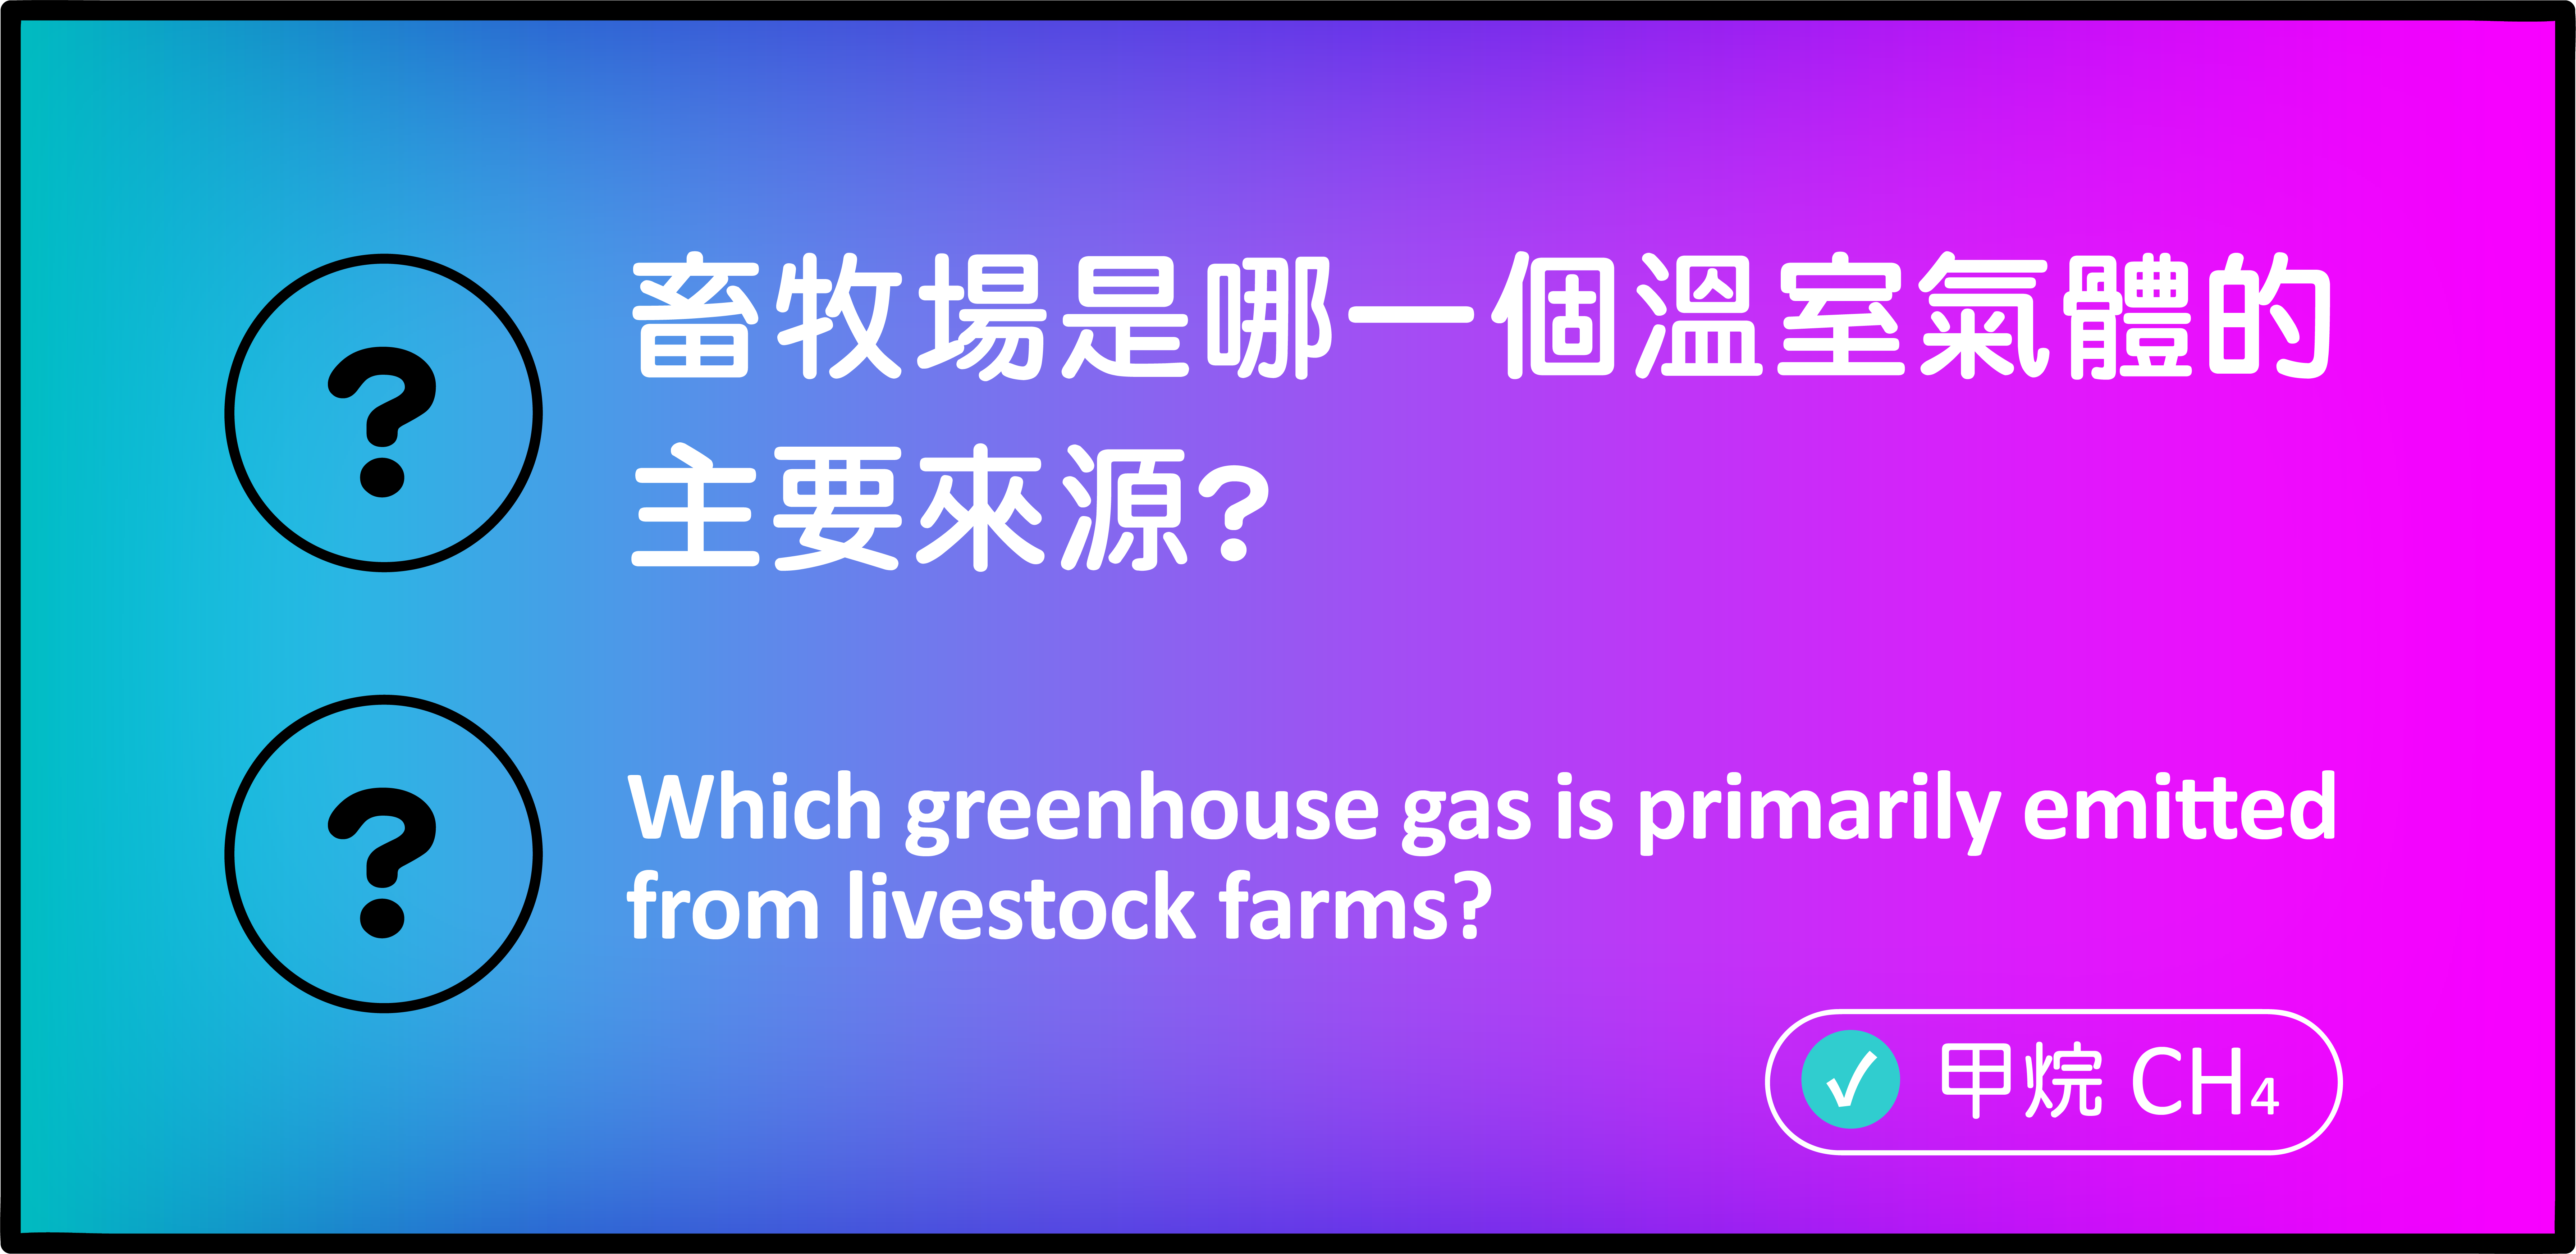 ?
畜牧場是哪一個溫室氣體的
主要來源?
?
Which greenhouse gas is primarily emitted
from livestock farms?
✓ 甲烷 CH₄